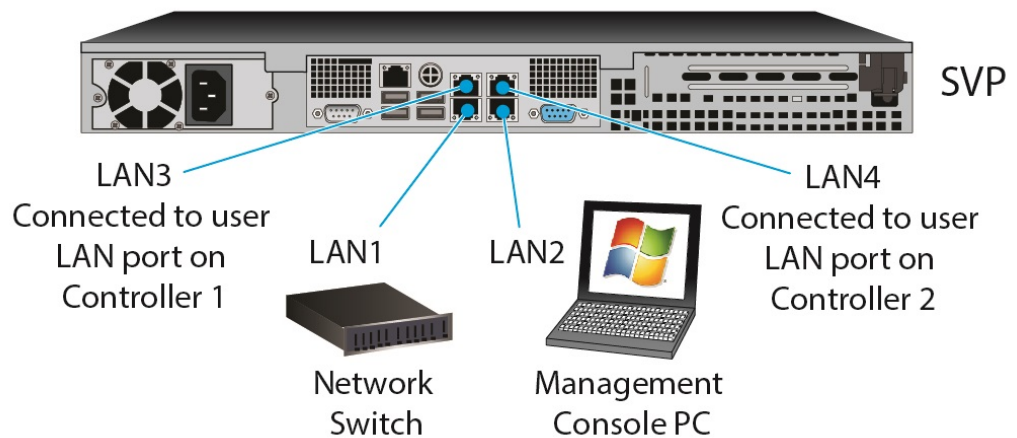 SVP
LAN3
Connected to user
LAN port on
Controller 1
LAN1
LAN2
LAN4
Connected to user
LAN port on
Controller 2
Network
Switch
Management
Console PC